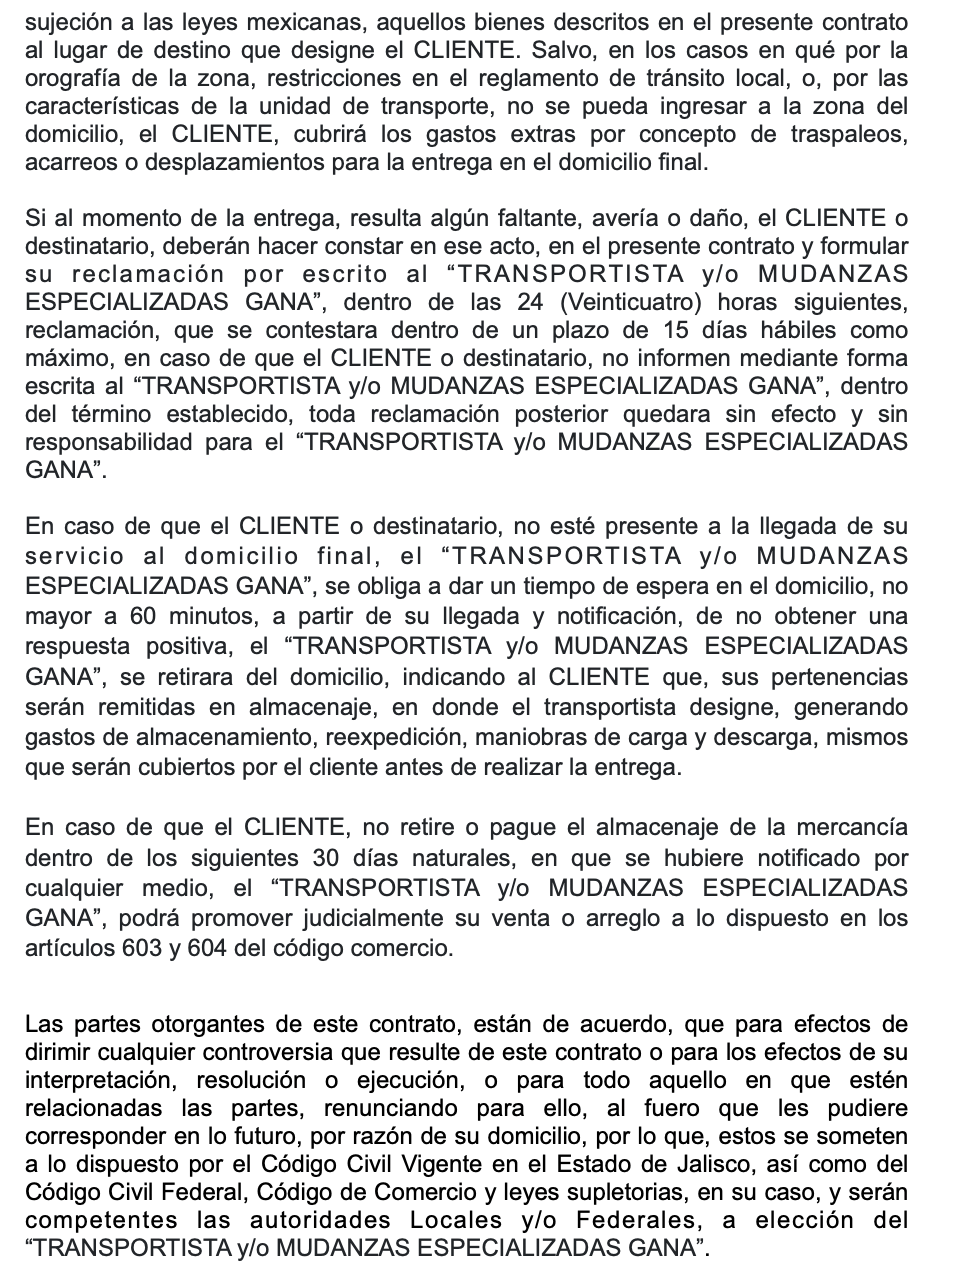 sujeción a las leyes mexicanas, aquellos bienes descritos en el presente contrato
al lugar de destino que designe el CLIENTE. Salvo, en los casos en qué por la
orografía de la zona, restricciones en el reglamento de tránsito local, o, por las
características de la unidad de transporte, no se pueda ingresar a la zona del
domicilio, el CLIENTE, cubrirá los gastos extras por concepto de traspaleos,
acarreos o desplazamientos para la entrega en el domicilio final.
Si al momento de la entrega, resulta algún faltante, avería o daño, el CLIENTE o
destinatario, deberán hacer constar en ese acto, en el presente contrato y formular
su reclamación por escrito al “TRANSPORTISTA y/o MUDANZAS
ESPECIALIZADAS GANA”, dentro de las 24 (Veinticuatro) horas siguientes,
reclamación, que se contestara dentro de un plazo de 15 días hábiles como
máximo, en caso de que el CLIENTE o destinatario, no informen mediante forma
escrita al “TRANSPORTISTA y/o MUDANZAS ESPECIALIZADAS GANA”, dentro
del término establecido, toda reclamación posterior quedara sin efecto y sin
responsabilidad para el “TRANSPORTISTA y/o MUDANZAS ESPECIALIZADAS
GANA”.
En caso de que el CLIENTE o destinatario, no esté presente a la llegada de su
servicio al domicilio final, el “TRANSPORTISTA y/o MUDANZAS
ESPECIALIZADAS GANA”, se obliga a dar un tiempo de espera en el domicilio, no
mayor a 60 minutos, a partir de su llegada y notificación, de no obtener una
respuesta positiva, el “TRANSPORTISTA y/o MUDANZAS ESPECIALIZADAS
GANA”, se retirara del domicilio, indicando al CLIENTE que, sus pertenencias
serán remitidas en almacenaje, en donde el transportista designe, generando
gastos de almacenamiento, reexpedición, maniobras de carga y descarga, mismos
que serán cubiertos por el cliente antes de realizar la entrega.
En caso de que el CLIENTE, no retire o pague el almacenaje de la mercancía
dentro de los siguientes 30 días naturales, en que se hubiere notificado por
cualquier medio, el “TRANSPORTISTA y/o MUDANZAS ESPECIALIZADAS
GANA”, podrá promover judicialmente su venta o arreglo a lo dispuesto en los
artículos 603 y 604 del código comercio.
Las partes otorgantes de este contrato, están de acuerdo, que para efectos de
dirimir cualquier controversia que resulte de este contrato o para los efectos de su
interpretación, resolución o ejecución, o para todo aquello en que estén
relacionadas las partes, renunciando para ello, al fuero que les pudiere
corresponder en lo futuro, por razón de su domicilio, por lo que, estos se someten
a lo dispuesto por el Código Civil Vigente en el Estado de Jalisco, así como del
Código Civil Federal, Código de Comercio y leyes supletorias, en su caso, y serán
competentes las autoridades Locales y/o Federales, a elección del
“TRANSPORTISTA y/o MUDANZAS ESPECIALIZADAS GANA”.